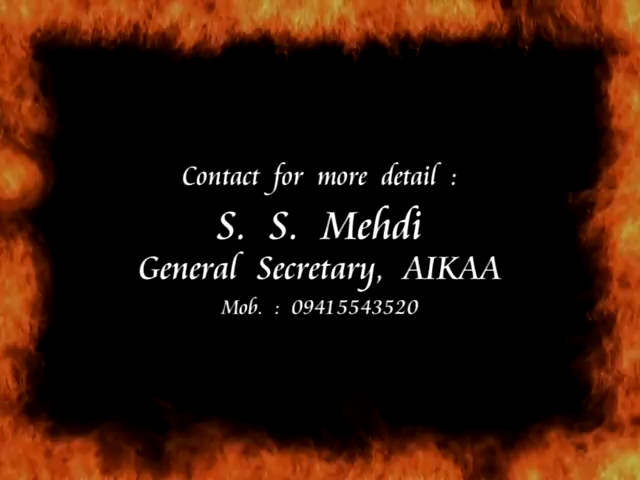 Contact for more detail :
S. S. Mehdi
General Secretary, AIKAA
Mob. : 09415543520